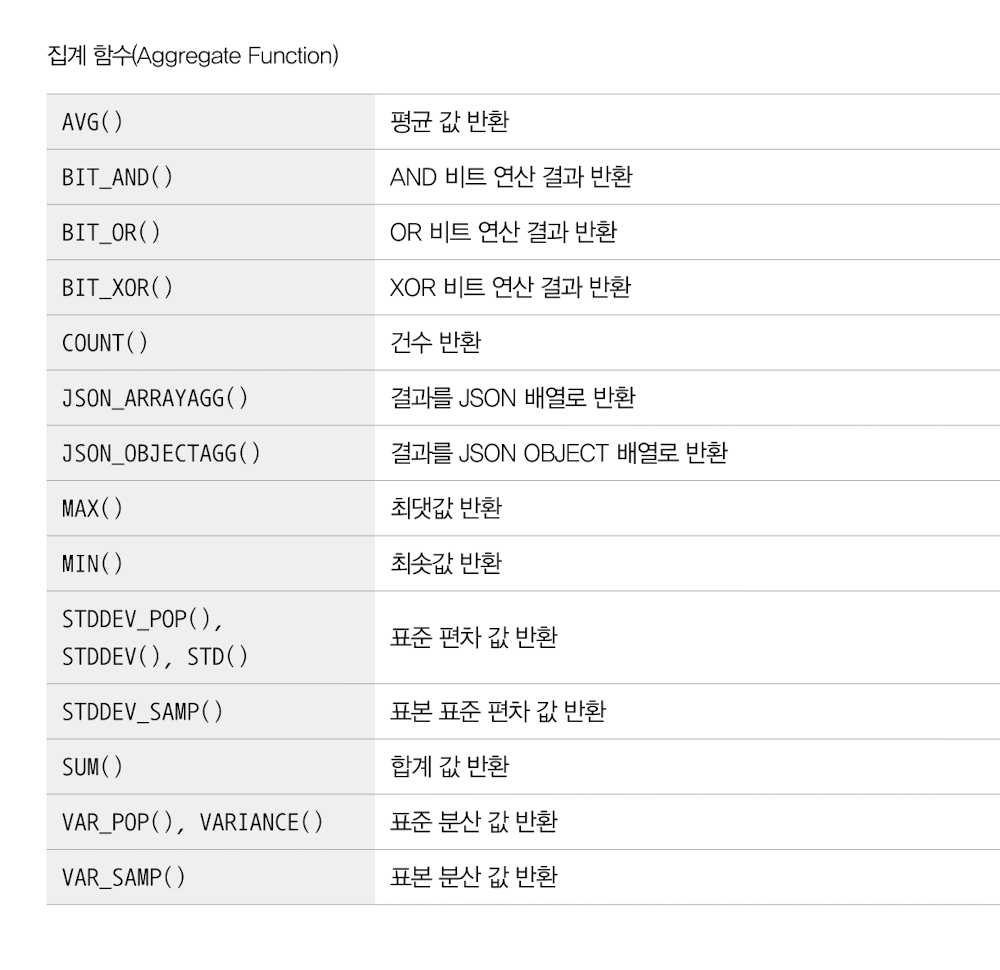 집계 함수(Aggregate Function)
AVG() 평균 값 반환
BIT_AND() AND 비트 연산 결과 반환
BIT_OR() OR 비트 연산 결과 반환
BIT_XOR() XOR 비트 연산 결과 반환
COUNT() 건수 반환
JSON_ARRAYAGG() 결과를 JSON 배열로 반환
JSON_OBJECTAGG() 결과를 JSON OBJECT 배열로 반환
MAX() 최댓값 반환
MIN() 최솟값 반환
STDDEV_POP(),
STDDEV(), STD()
표준 편차 값 반환
STDDEV_SAMP() 표본 표준 편차 값 반환
SUM() 합계 값 반환
VAR_POP(), VARIANCE() 표준 분산 값 반환
VAR_SAMP() 표본 분산 값 반환